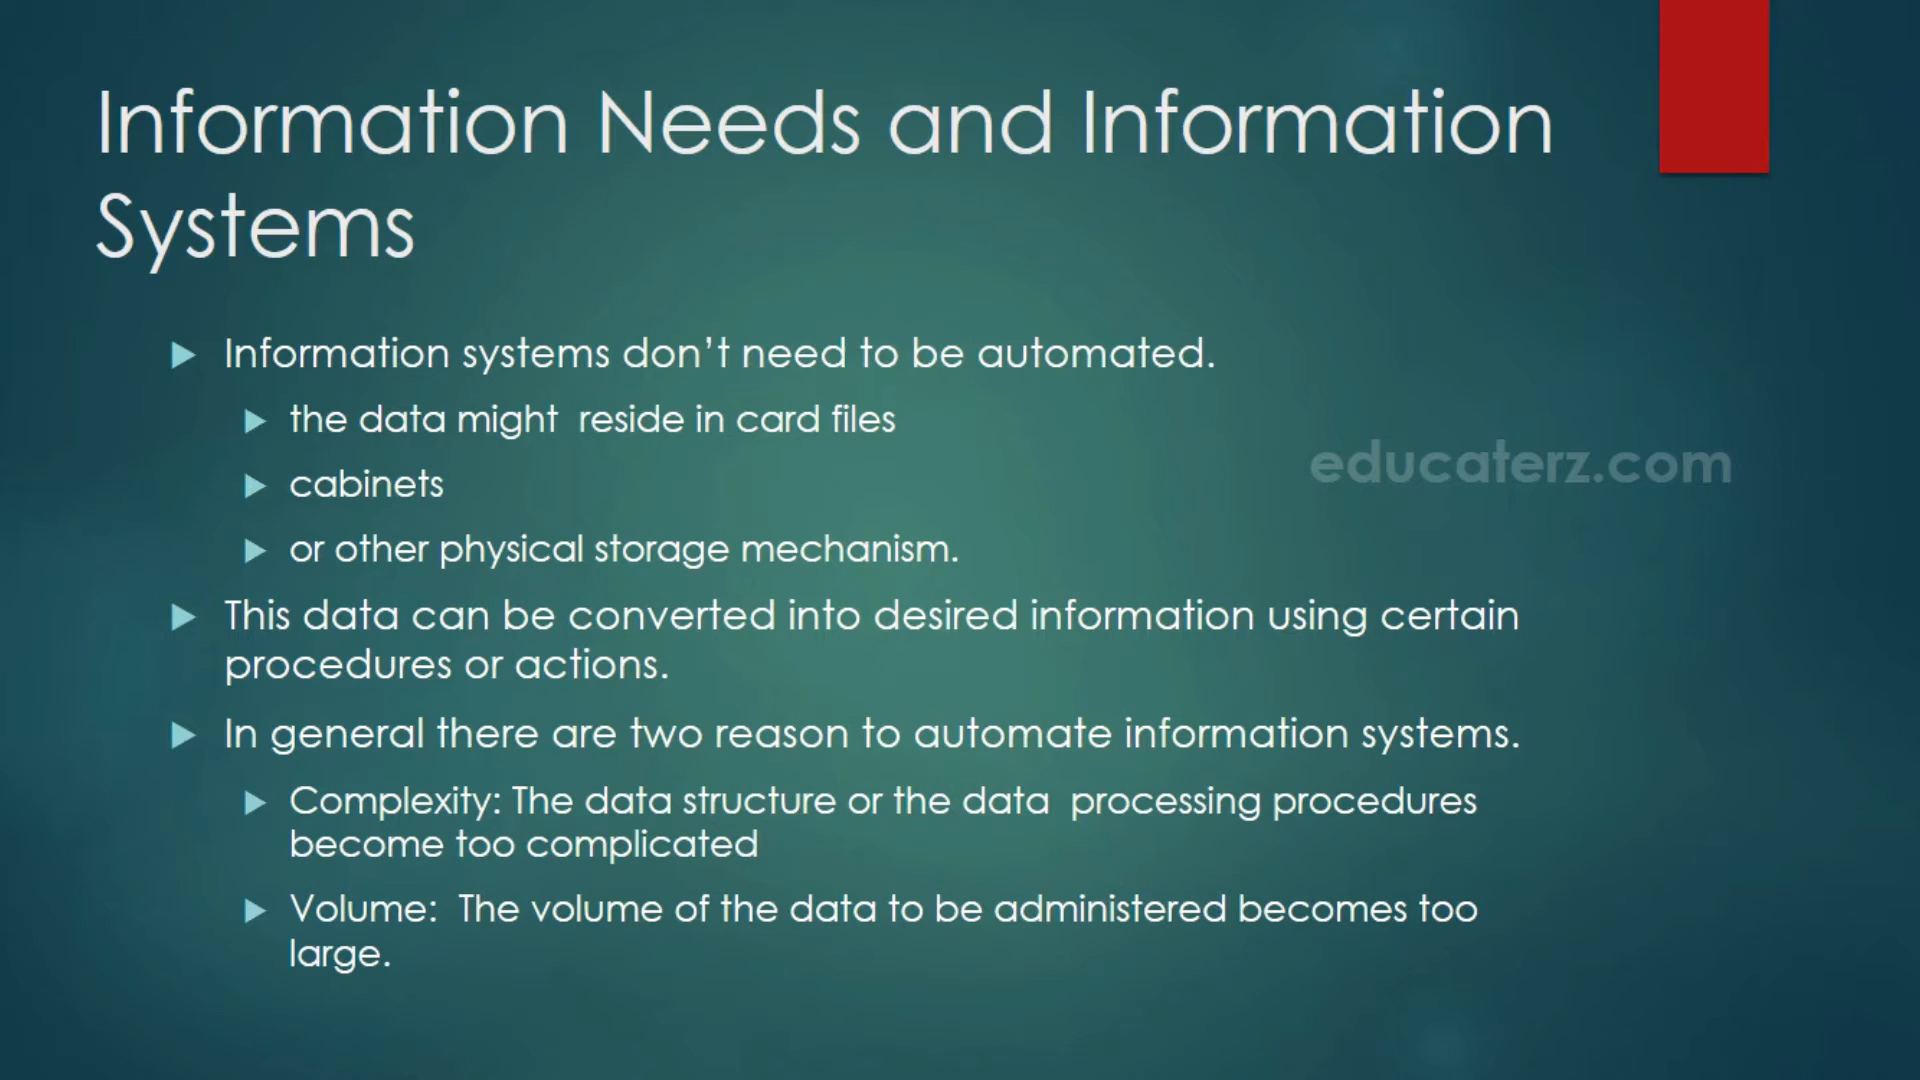 Information Needs and Information
Systems
Information systems don’t need to be automated.
the data might  reside in card files
cabinets
educaterz.com
or other physical storage mechanism.
This data can be converted into desired information using certain
procedures or actions.
In general there are two reason to automate information systems.
Complexity: The data structure or the data  processing procedures
become too complicated
Volume:  The volume of the data to be administered becomes too
large.